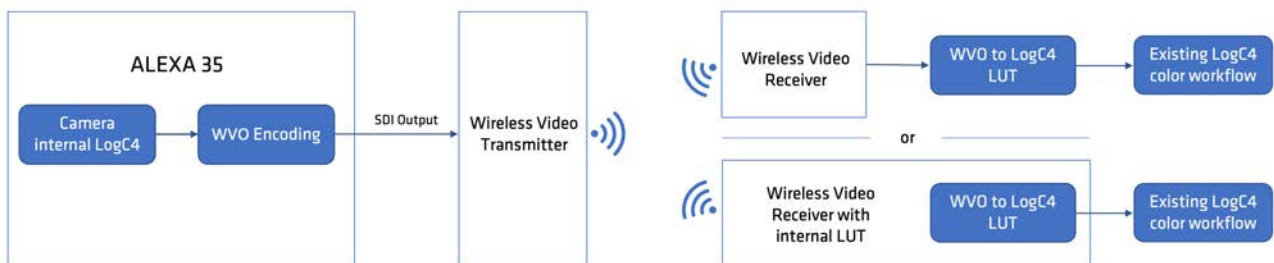 ALEXA 35
Camera
internal LogC4
WVO Encoding
SDI Output
Wireless Video
Transmitter
Wireless Video
Receiver
WVO to LogC4
LUT
Existing LogC4
color workflow
or
Wireless Video
Receiver with
internal LUT
WVO to LogC4
LUT
Existing LogC4
color workflow